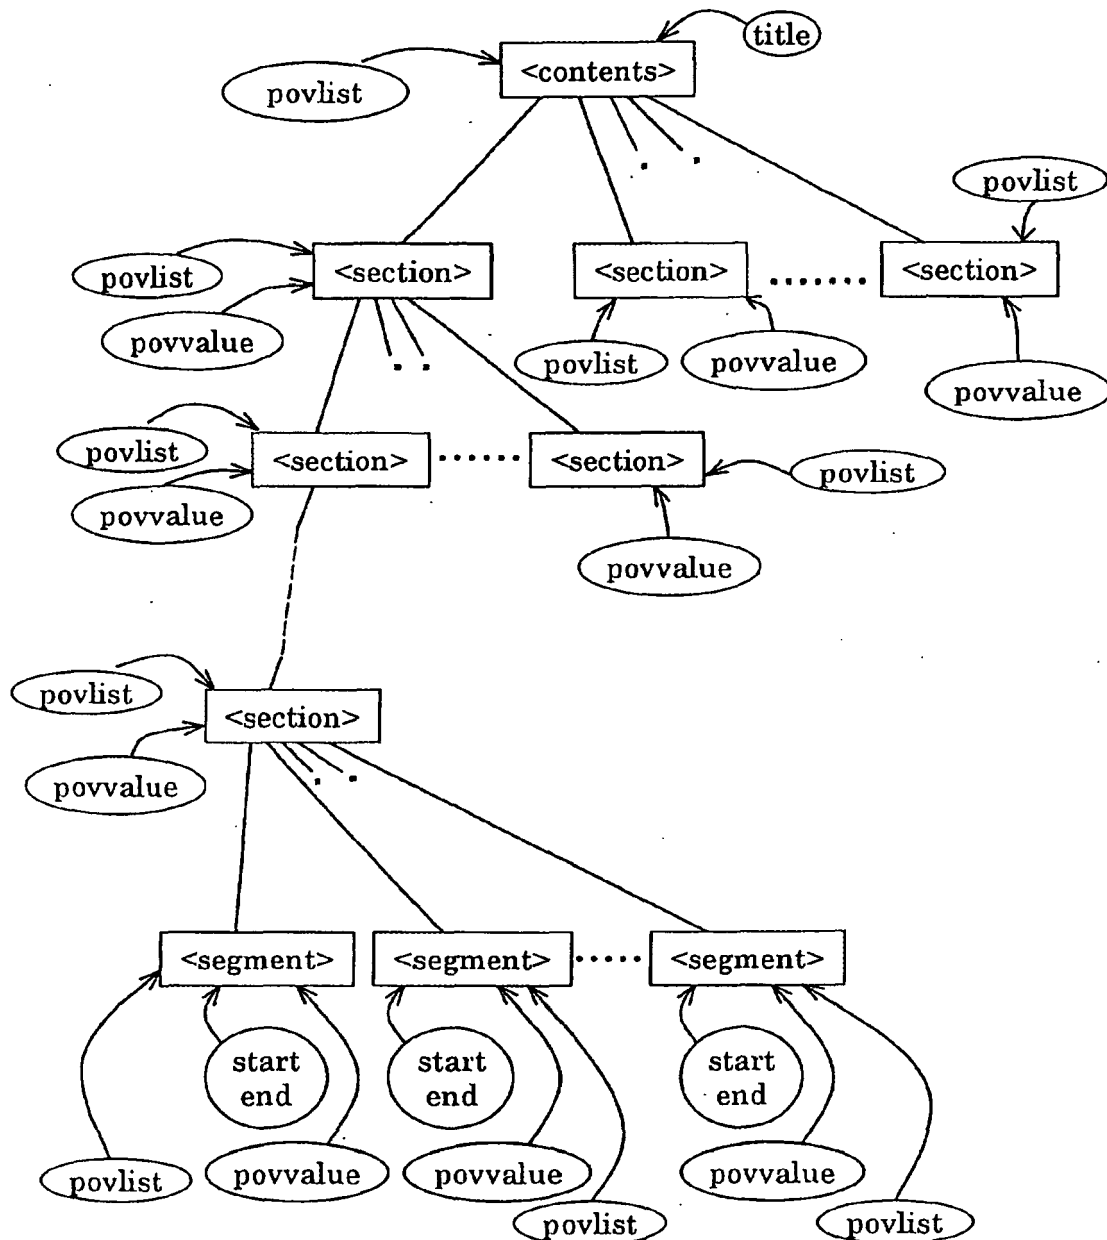 title
<contents>
povlist
povlist
povlist
<section>
<section>
<section>
povvalue
povlist
povvalue
povvalue
povlist
<section>
<section>
povlist
povvalue
povvalue
povlist
<section>
povvalue
<segment>
<segment>
<segment>
start
end
start
end
start
end
povlist
povvalue
povvalue
povvalue
povlist
povlist